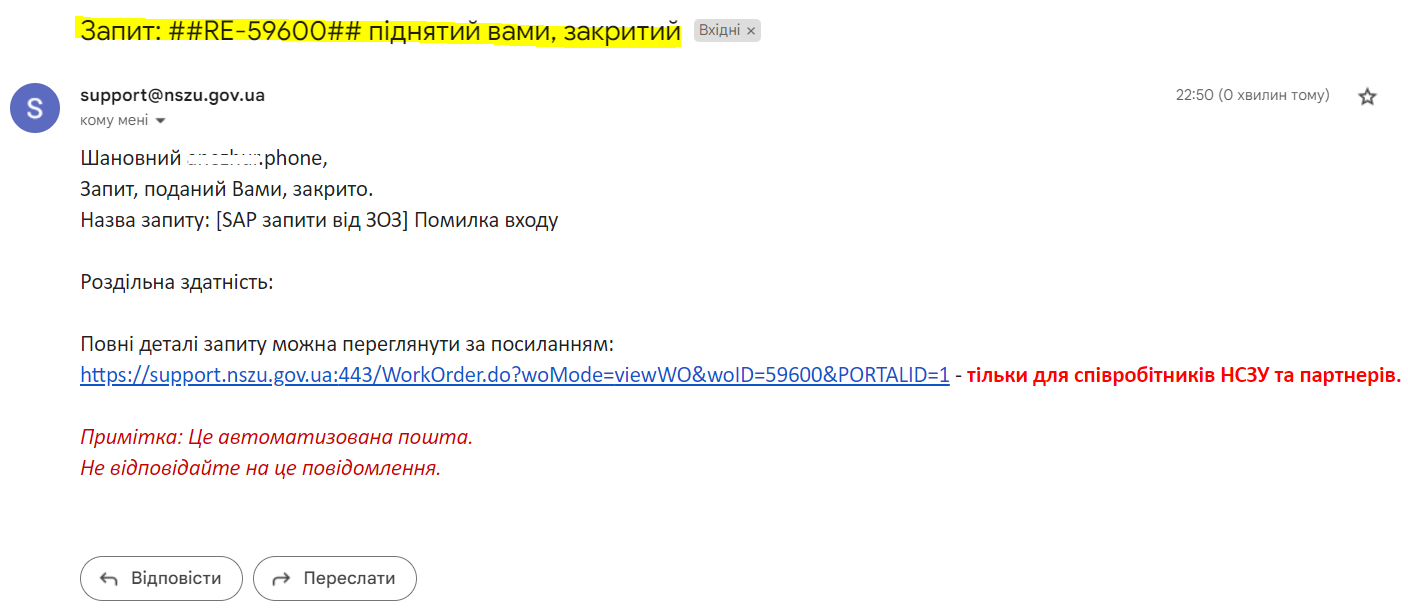 Запит: ##RE-59600## піднятий вами, закритий
Вхідні ×
S
support@nszu.gov.ua
22:50 (0 хвилин тому)
кому мені
Шановний .phone,
Запит, поданий Вами, закрито.
Назва запиту: [SAP запити від ЗОЗ] Помилка входу
Роздільна здатність:
Повні деталі запиту можна переглянути за посиланням:
https://support.nszu.gov.ua:443/WorkOrder.do?woMode=viewWO&woID=59600&PORTALID=1 - тільки для співробітників НСЗУ та партнерів.
Примітка: Це автоматизована пошта.
Не відповідайте на це повідомлення.
Відповісти
Переслати